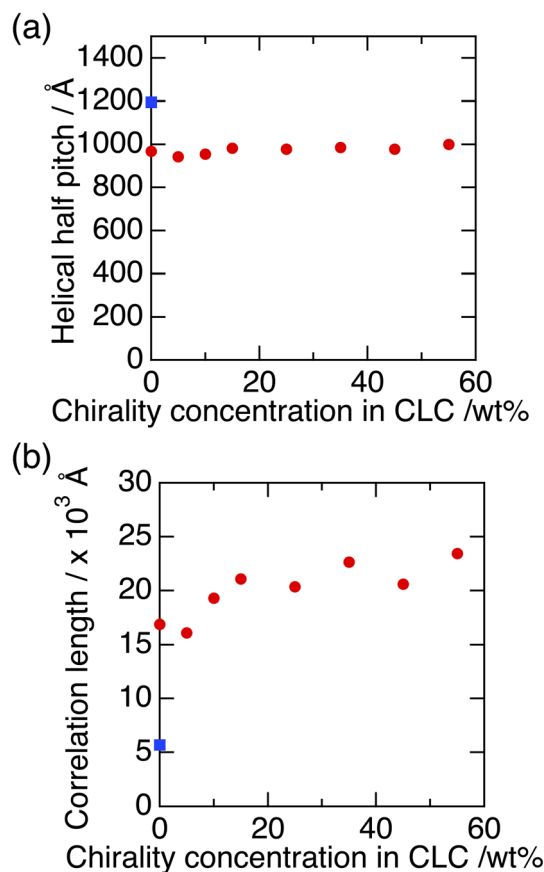 (a)
Helical half pitch / Å
1400
1200
1000
800
600
400
200
0
0 20 40 60
Chirality concentration in CLC /wt%
(b)
Correlation length / x 10³ Å
30
25
20
15
10
5
0
0 20 40 60
Chirality concentration in CLC /wt%